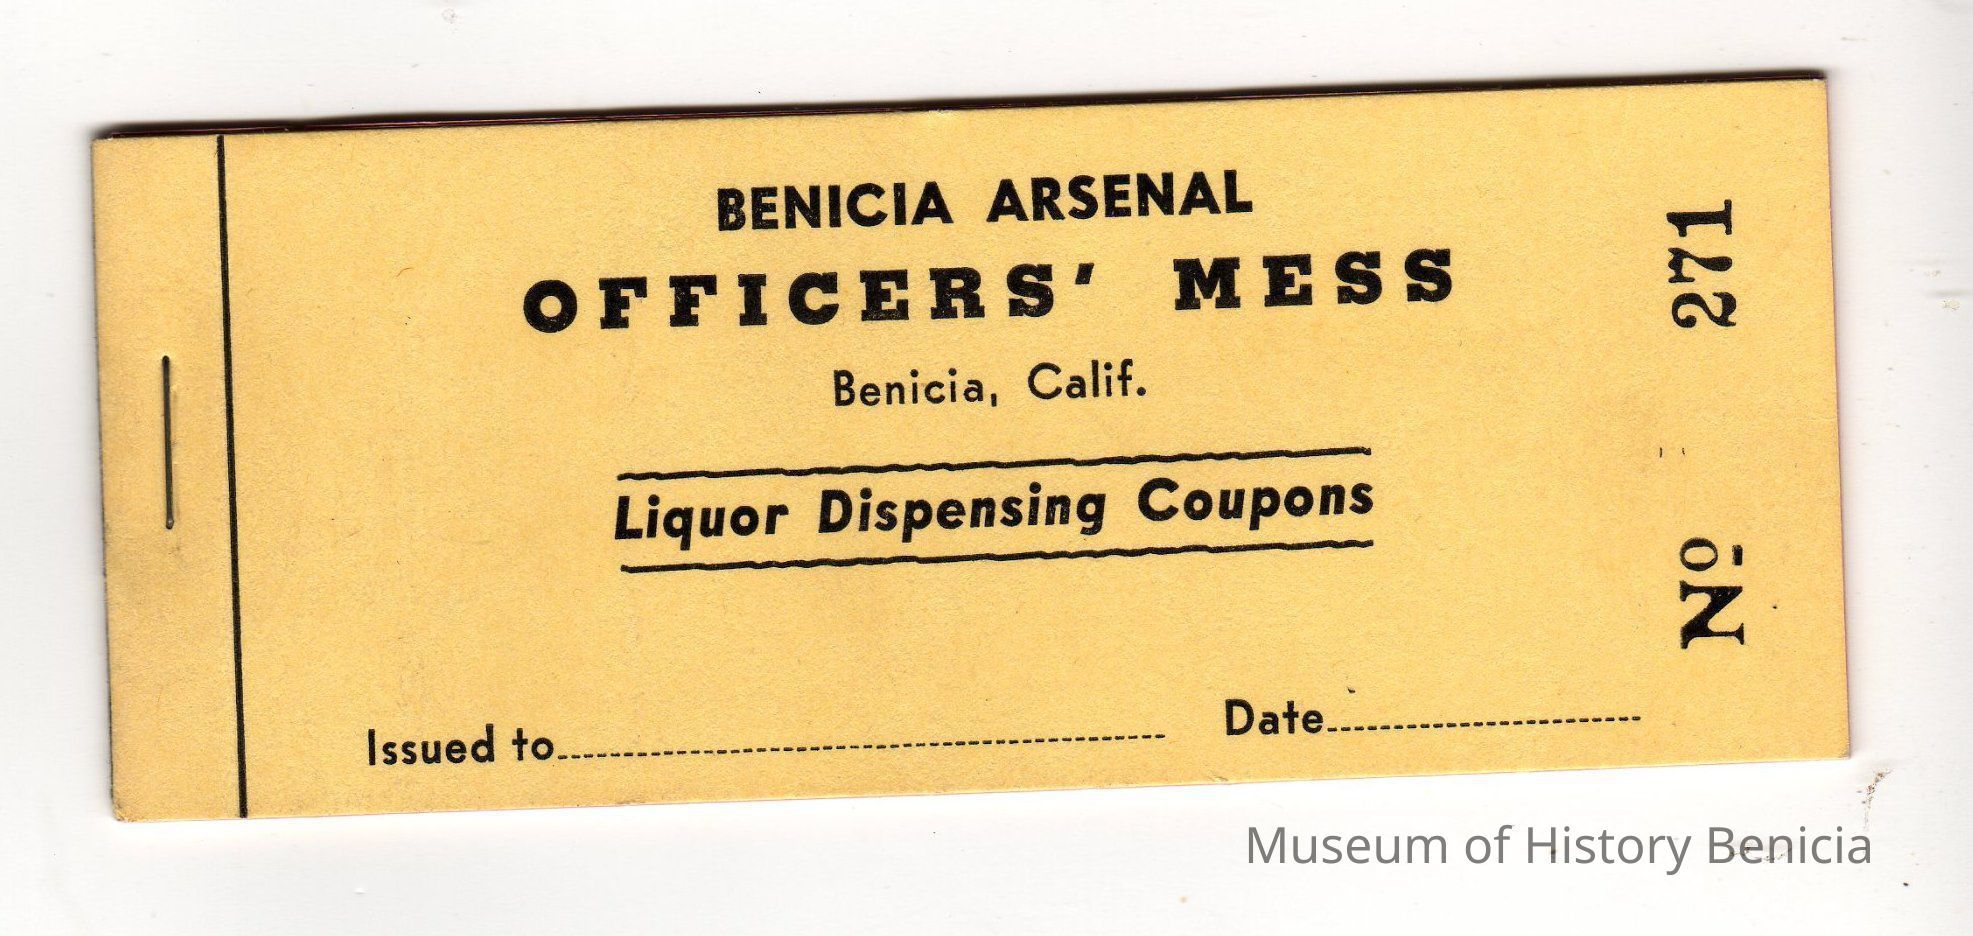 BENICIA ARSENAL
OFFICERS' MESS
Benicia, Calif.
Liquor Dispensing Coupons
Issued to
Date
Nº 271
Museum of History Benicia